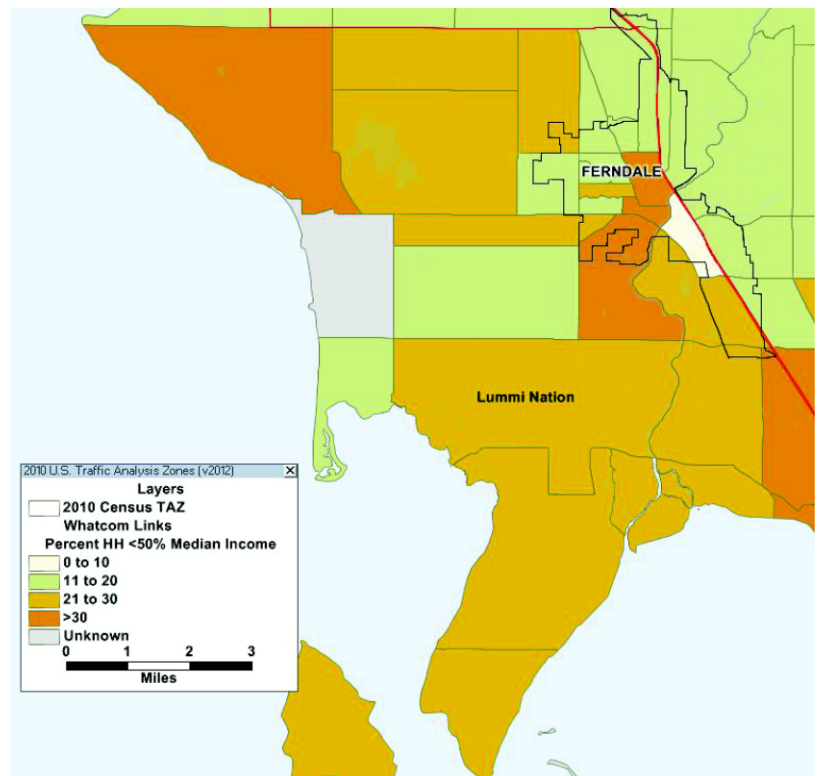 FERNDALE
Lummi Nation
2010 U.S. Traffic Analysis Zones (v2012)
Layers
2010 Census TAZ
Whatcom Links
Percent HH <50% Median Income
0 to 10
11 to 20
21 to 30
>30
Unknown
0 1 2 3
Miles